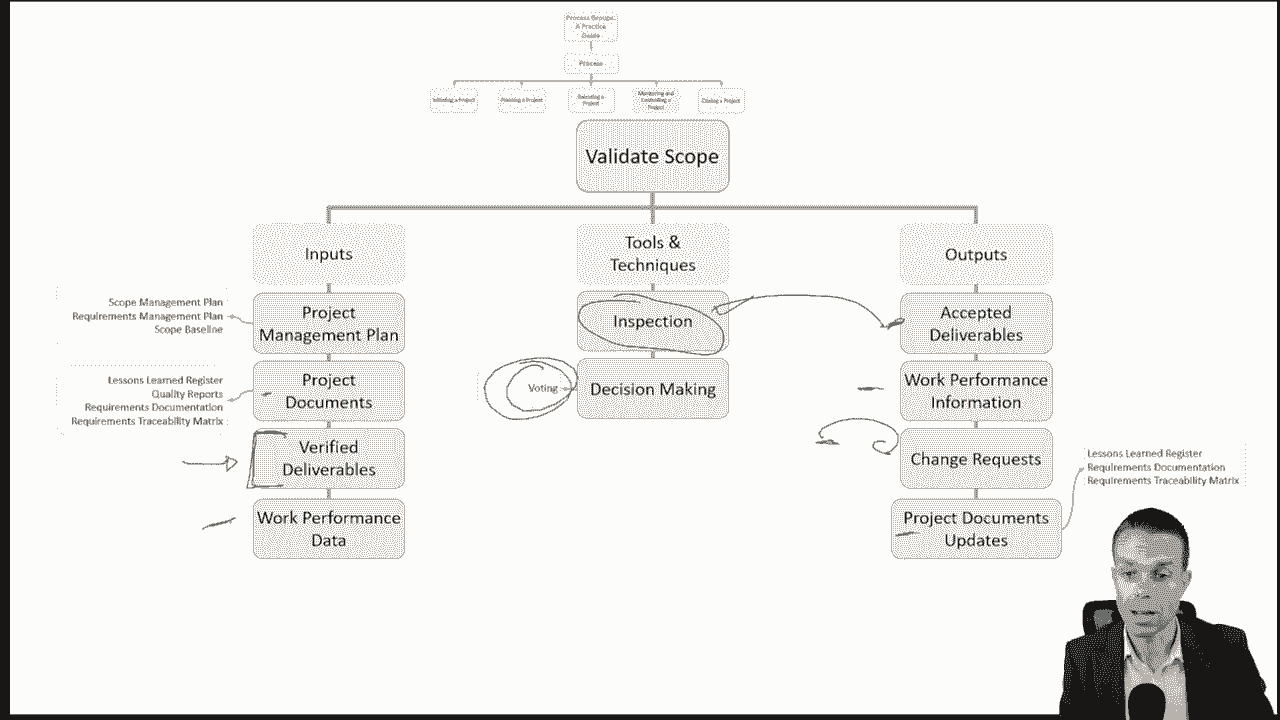 Process Groups:
A Practice
Guide
Process
Initiating a Project
Planning a Project
Executing a
Project
Monitoring and
Controlling a
Project
Closing a Project
Validate Scope
Inputs
Tools &
Techniques
Outputs
Scope Management Plan
Requirements Management Plan
Scope Baseline
Project
Management Plan
Inspection
Accepted
Deliverables
Lessons Learned Register
Quality Reports
Requirements Documentation
Requirements Traceability Matrix
Project
Documents
Voting
Decision Making
Work Performance
Information
Verified
Deliverables
Change Requests
Lessons Learned Register
Requirements Documentation
Requirements Traceability Matrix
Work Performance
Data
Project Documents
Updates